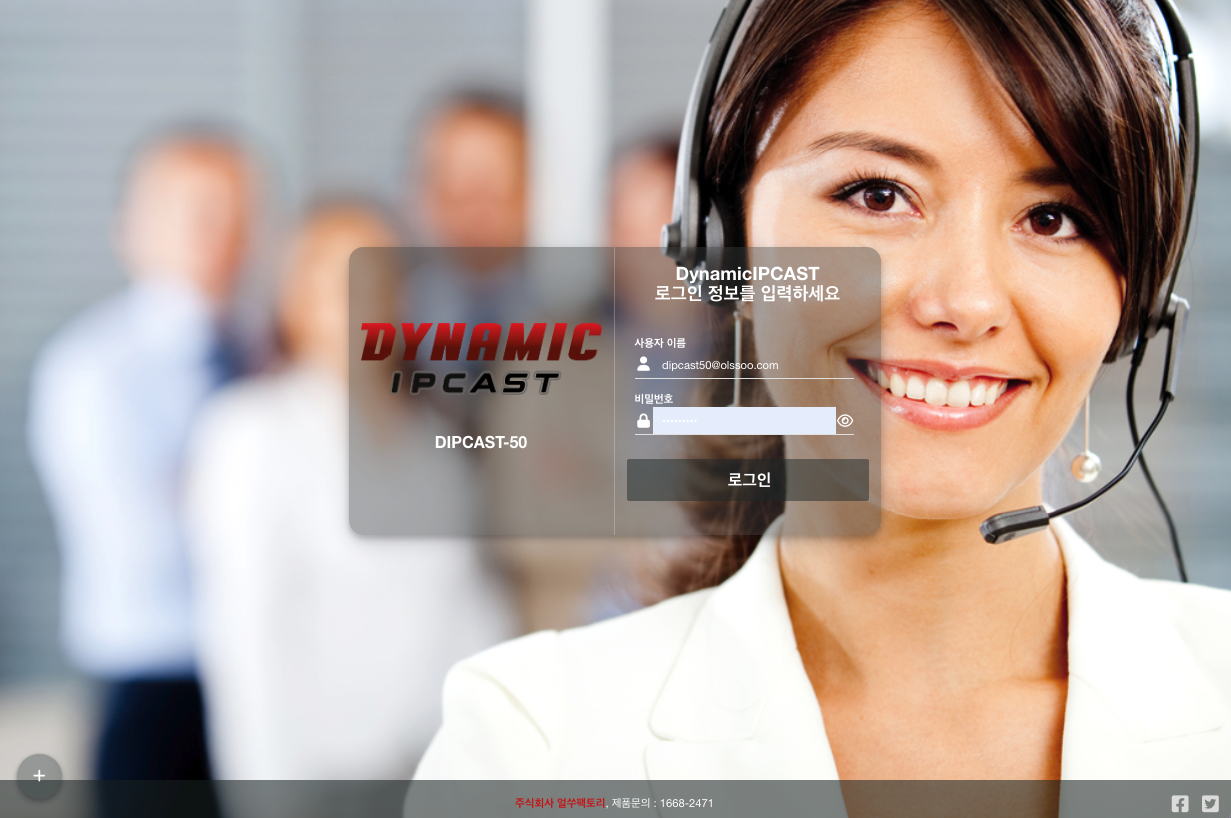 DYNAMIC
IPCAST
DIPCAST-50
DynamicIPCAST
로그인 정보를 입력하세요
사용자 이름
dipcast50@olssoo.com
비밀번호
로그인
주식회사 얼쑤팩토리, 제품문의 : 1668-2471